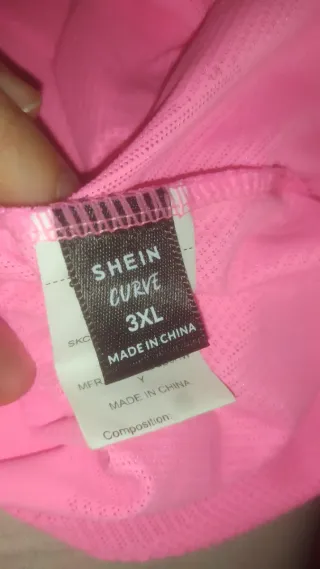 SHEIN
CURVE
3XL
MADE IN CHINA
SKC
MFR
Y
MADE IN CHINA
Composition: